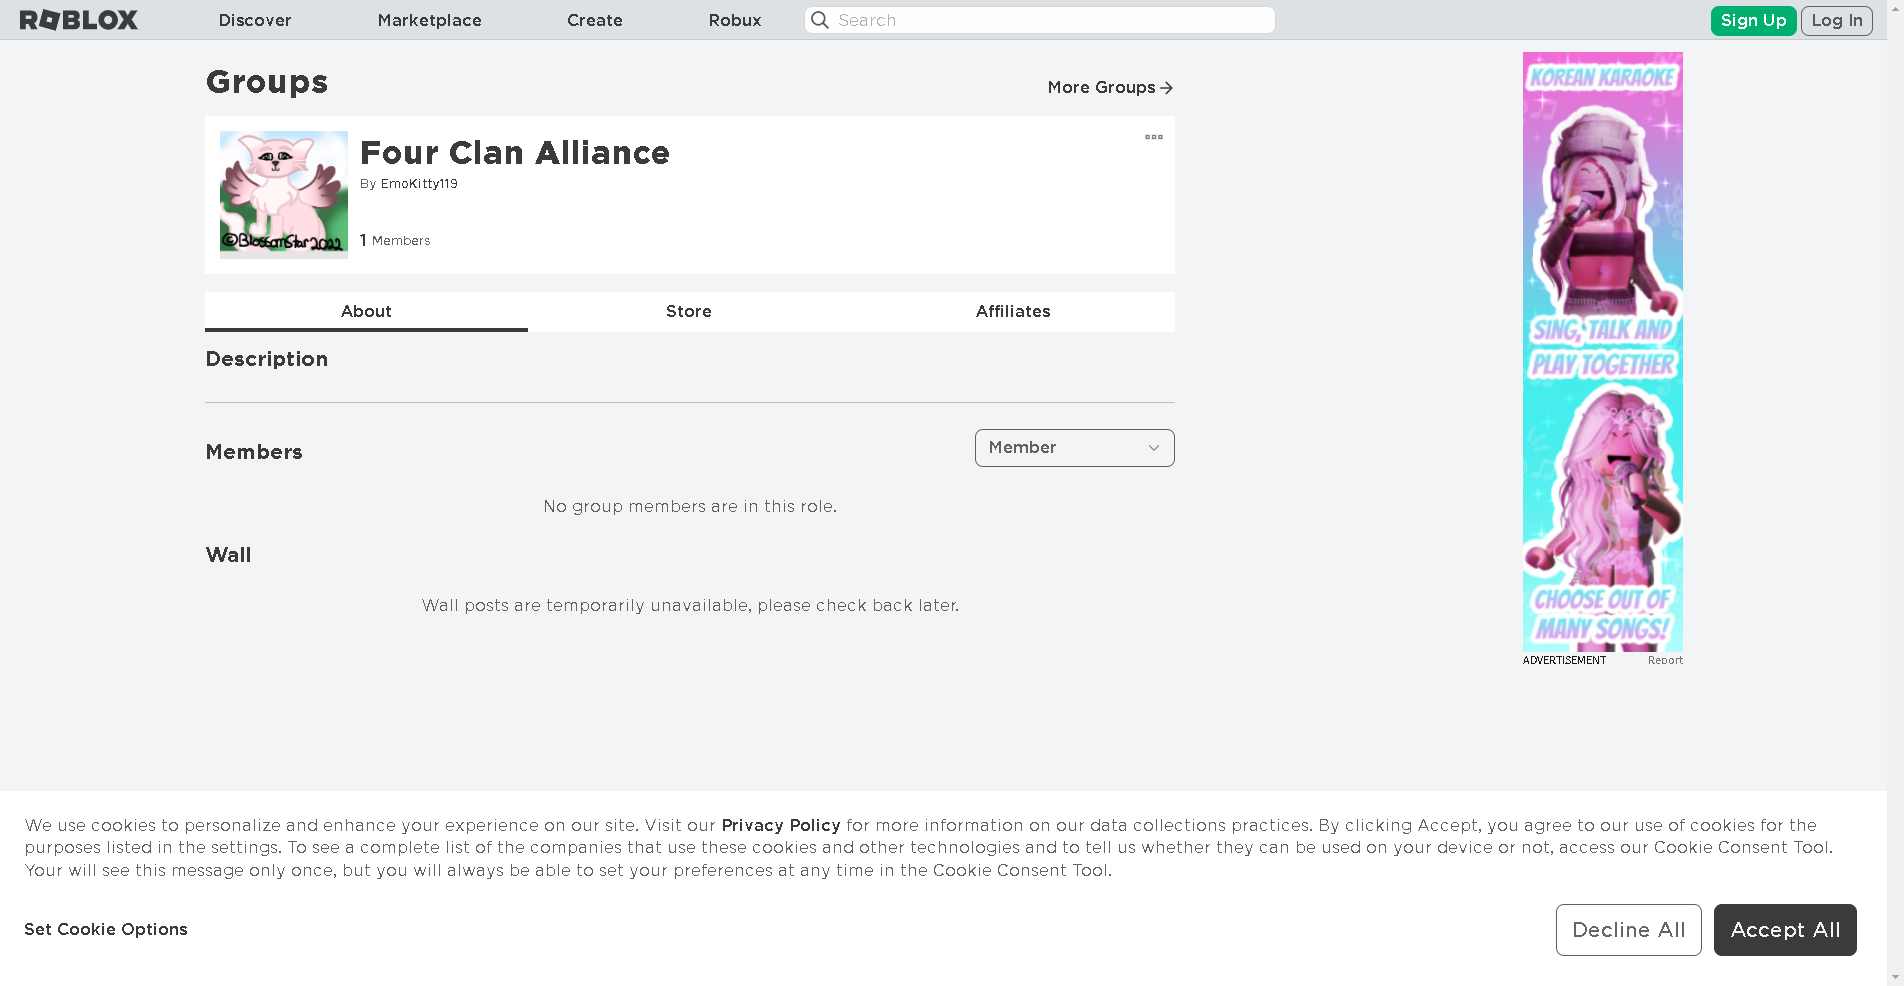 ROBLOX Discover Marketplace Create Robux Search Sign Up Log In
Groups
More Groups
Four Clan Alliance
By EmoKitty119
©BlossomStar2022
1 Members
About Store Affiliates
Description
Members
Member
No group members are in this role.
Wall
Wall posts are temporarily unavailable, please check back later.
KOREAN KARAOKE
SING, TALK AND
PLAY TOGETHER
CHOOSE OUT OF
MANY SONGS!
ADVERTISEMENT Report
We use cookies to personalize and enhance your experience on our site. Visit our Privacy Policy for more information on our data collections practices. By clicking Accept, you agree to our use of cookies for the
purposes listed in the settings. To see a complete list of the companies that use these cookies and other technologies and to tell us whether they can be used on your device or not, access our Cookie Consent Tool.
Your will see this message only once, but you will always be able to set your preferences at any time in the Cookie Consent Tool.
Set Cookie Options
Decline All Accept All